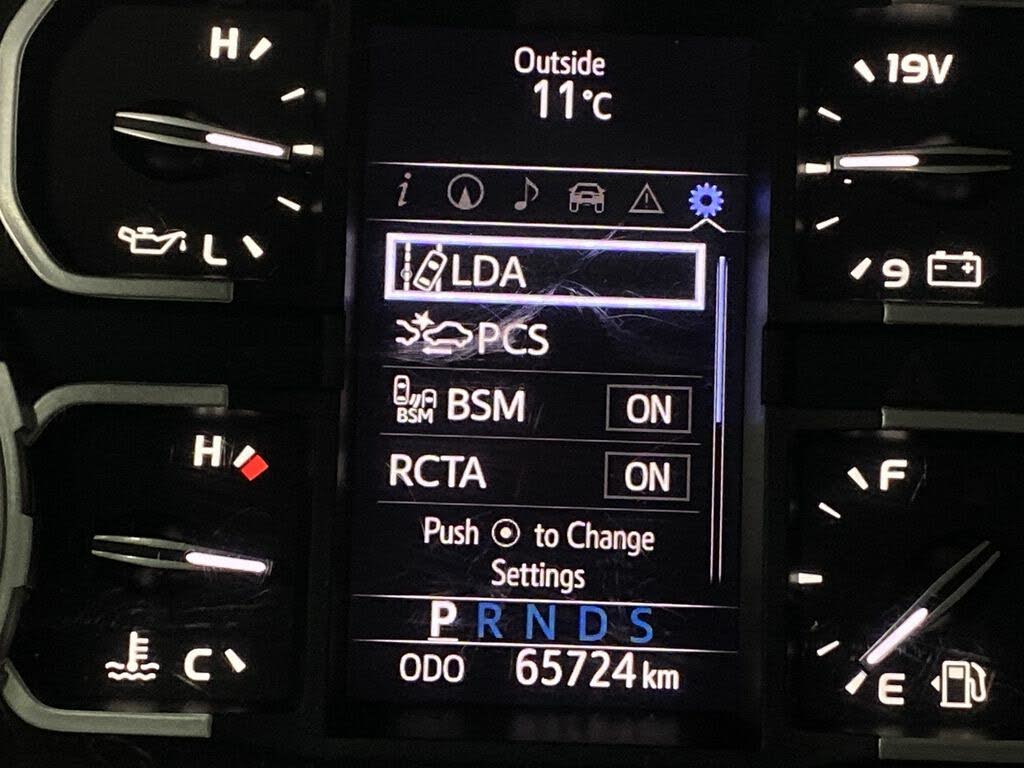 H
L
H
C
Outside
11°C
i
LDA
PCS
BSM BSM ON
RCTA ON
Push to Change
Settings
P R N D S
ODO 65724 km
19V
9
F
E